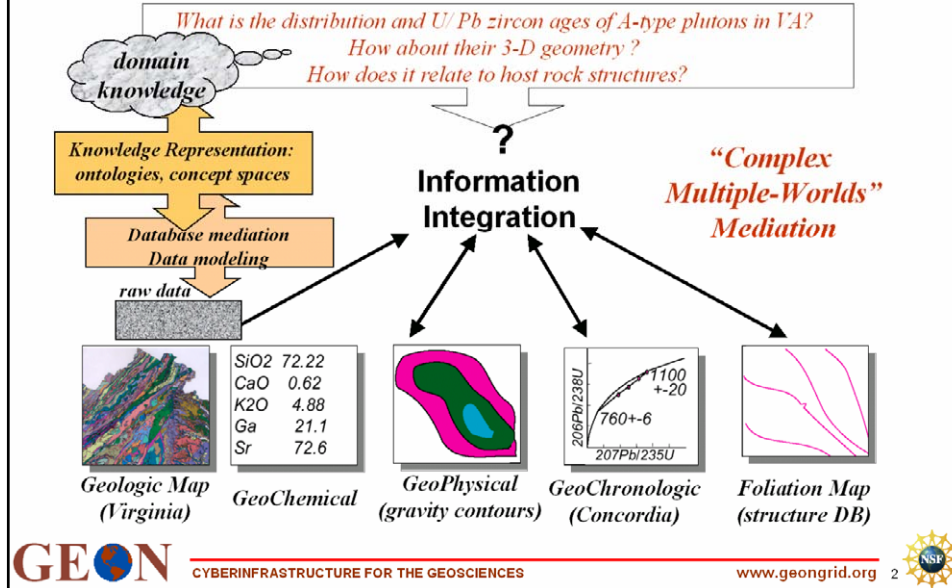 What is the distribution and U/ Pb zircon ages of A-type plutons in VA?
How about their 3-D geometry ?
How does it relate to host rock structures?
domain
knowledge
Knowledge Representation:
ontologies, concept spaces
Database mediation
Data modeling
raw data
?
Information
Integration
“Complex
Multiple-Worlds”
Mediation
SiO2 72.22
CaO 0.62
K2O 4.88
Ga 21.1
Sr 72.6
206Pb/238U
1100
+-20
760+-6
207Pb/235U
Geologic Map
(Virginia)
GeoChemical
GeoPhysical
(gravity contours)
GeoChronologic
(Concordia)
Foliation Map
(structure DB)
GEON
CYBERINFRASTRUCTURE FOR THE GEOSCIENCES
www.geongrid.org 2
NSF